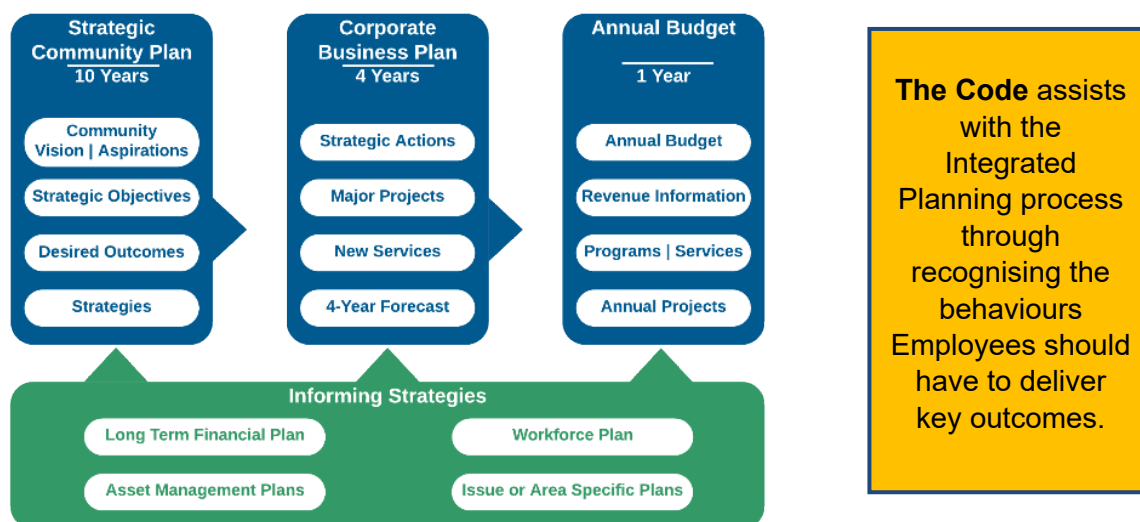 Strategic
Community Plan
10 Years
Community
Vision | Aspirations
Strategic Objectives
Desired Outcomes
Strategies
Corporate
Business Plan
4 Years
Strategic Actions
Major Projects
New Services
4-Year Forecast
Annual Budget
1 Year
Annual Budget
Revenue Information
Programs | Services
Annual Projects
Informing Strategies
Long Term Financial Plan
Workforce Plan
Asset Management Plans
Issue or Area Specific Plans
The Code assists
with the
Integrated
Planning process
through
recognising the
behaviours
Employees should
have to deliver
key outcomes.